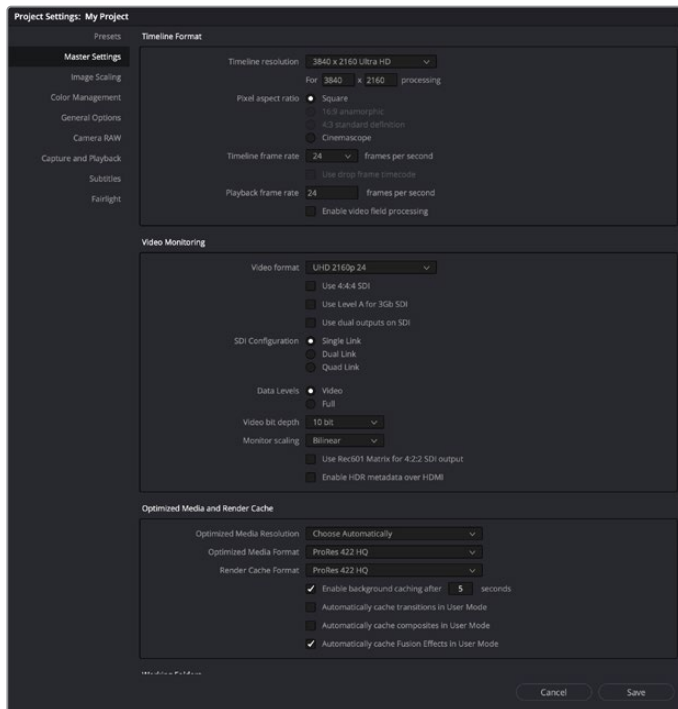 Project Settings: My Project
Presets
Master Settings
Image Scaling
Color Management
General Options
Camera RAW
Capture and Playback
Subtitles
Fairlight
Timeline Format
Timeline resolution 3840 x 2160 Ultra HD
For 3840 x 2160 processing
Pixel aspect ratio Square
16:9 anamorphic
4:3 standard definition
Cinemascope
Timeline frame rate 24 frames per second
Use drop frame timecode
Playback frame rate 24 frames per second
Enable video field processing
Video Monitoring
Video format UHD 2160p 24
Use 4:4:4 SDI
Use Level A for 3Gb SDI
Use dual outputs on SDI
SDI Configuration Single Link
Dual Link
Quad Link
Data Levels Video
Full
Video bit depth 10 bit
Monitor scaling Bilinear
Use Rec601 Matrix for 4:2:2 SDI output
Enable HDR metadata over HDMI
Optimized Media and Render Cache
Optimized Media Resolution Choose Automatically
Optimized Media Format ProRes 422 HQ
Render Cache Format ProRes 422 HQ
Enable background caching after 5 seconds
Automatically cache transitions in User Mode
Automatically cache composites in User Mode
Automatically cache Fusion Effects in User Mode
Working Folders
Cancel Save